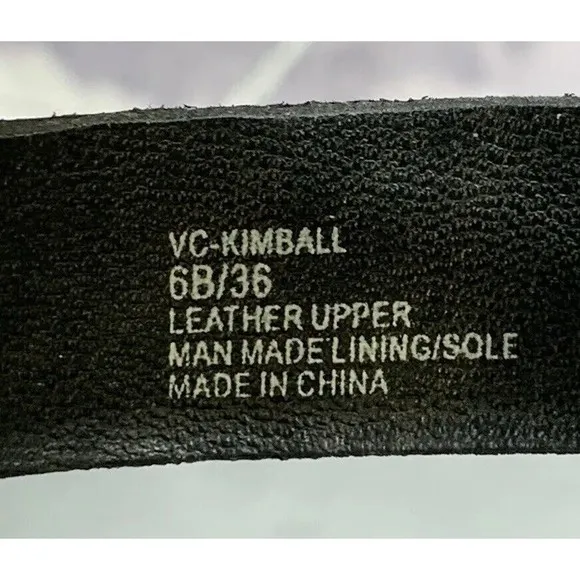 VC-KIMBALL
6B/36
LEATHER UPPER
MAN MADE LINING/SOLE
MADE IN CHINA